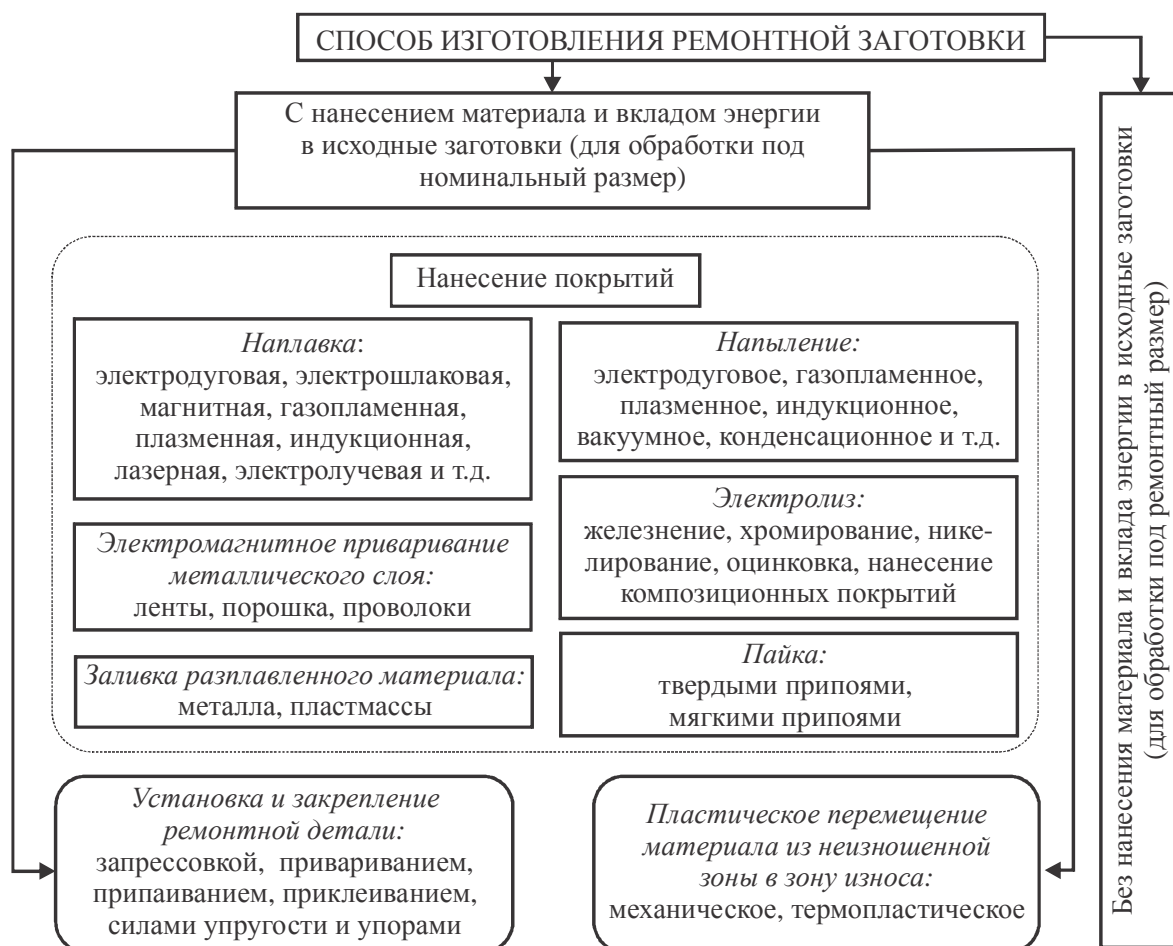 СПОСОБ ИЗГОТОВЛЕНИЯ РЕМОНТНОЙ ЗАГОТОВКИ
С нанесением материала и вкладом энергии
в исходные заготовки (для обработки под
номинальный размер)
Нанесение покрытий
Наплавка:
электродуговая, электрошлаковая,
магнитная, газопламенная,
плазменная, индукционная,
лазерная, электролучевая и т.д.
Напыление:
электродуговое, газопламенное,
плазменное, индукционное,
вакуумное, конденсационное и т.д.
Электромагнитное приваривание
металлического слоя:
ленты, порошка, проволоки
Электролиз:
железнение, хромирование, нике-
лирование, оцинковка, нанесение
композиционных покрытий
Заливка разплавленного материала:
металла, пластмассы
Пайка:
твердыми припоями,
мягкими припоями
Установка и закрепление
ремонтной детали:
запрессовкой, привариванием,
припаиванием, приклеиванием,
силами упругости и упорами
Пластическое перемещение
материала из неизношенной
зоны в зону износа:
механическое, термопластическое
Без нанесения материала и вклада энергии в исходные заготовки
(для обработки под ремонтный размер)